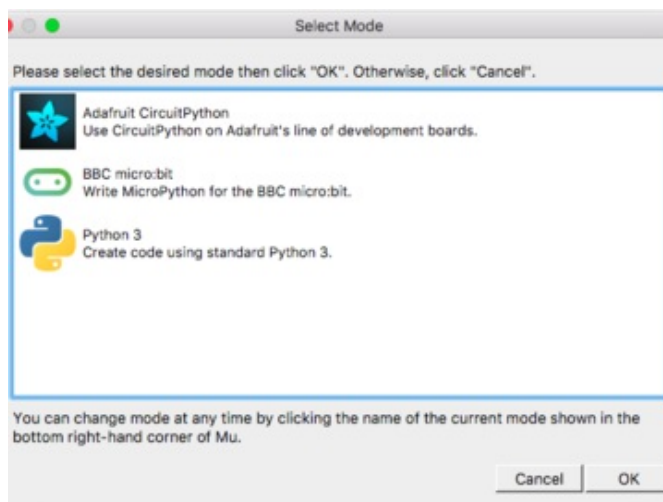 Select Mode
Please select the desired mode then click "OK". Otherwise, click "Cancel".
Adafruit CircuitPython
Use CircuitPython on Adafruit's line of development boards.
BBC micro:bit
Write MicroPython for the BBC micro:bit.
Python 3
Create code using standard Python 3.
You can change mode at any time by clicking the name of the current mode shown in the
bottom right-hand corner of Mu.
Cancel OK